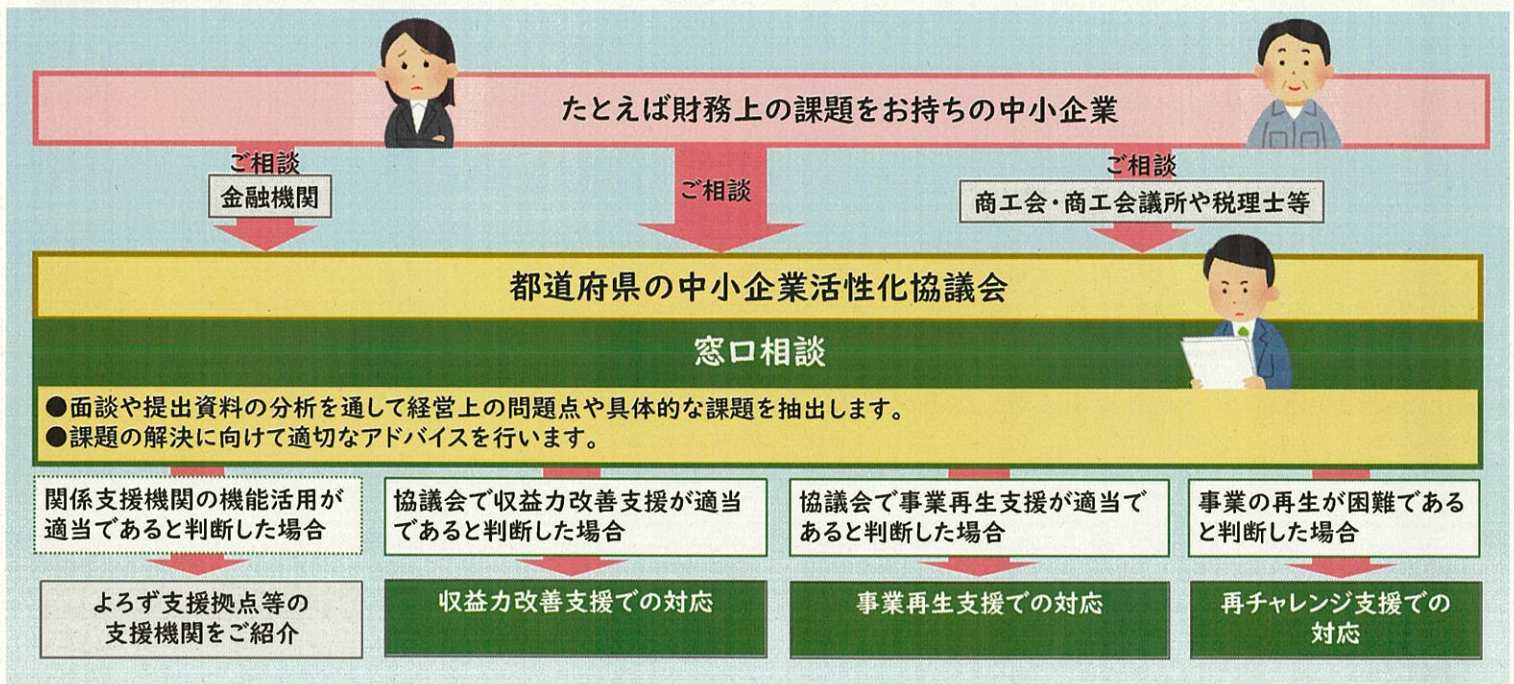 たとえば財務上の課題をお持ちの中小企業
ご相談
金融機関
ご相談
ご相談
商工会・商工会議所や税理士等
都道府県の中小企業活性化協議会
窓口相談
●面談や提出資料の分析を通して経営上の問題点や具体的な課題を抽出します。
●課題の解決に向けて適切なアドバイスを行います。
関係支援機関の機能活用が
適当であると判断した場合
協議会で収益力改善支援が適当
であると判断した場合
協議会で事業再生支援が適当で
あると判断した場合
事業の再生が困難である
と判断した場合
よろず支援拠点等の
支援機関をご紹介
収益力改善支援での対応
事業再生支援での対応
再チャレンジ支援での
対応